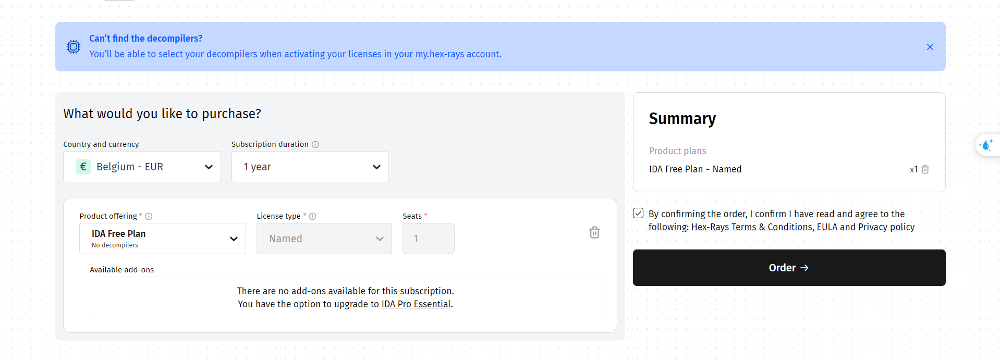 Can’t find the decompilers?
You’ll be able to select your decompilers when activating your licenses in your my.hex-rays account.
What would you like to purchase?
Country and currency
Subscription duration
€ Belgium - EUR
1 year
Product offering *
License type *
Seats *
IDA Free Plan
No decompilers
Named
1
Available add-ons
There are no add-ons available for this subscription.
You have the option to upgrade to IDA Pro Essential.
Summary
Product plans
IDA Free Plan - Named x1
By confirming the order, I confirm I have read and agree to the
following: Hex-Rays Terms & Conditions, EULA and Privacy policy
Order →